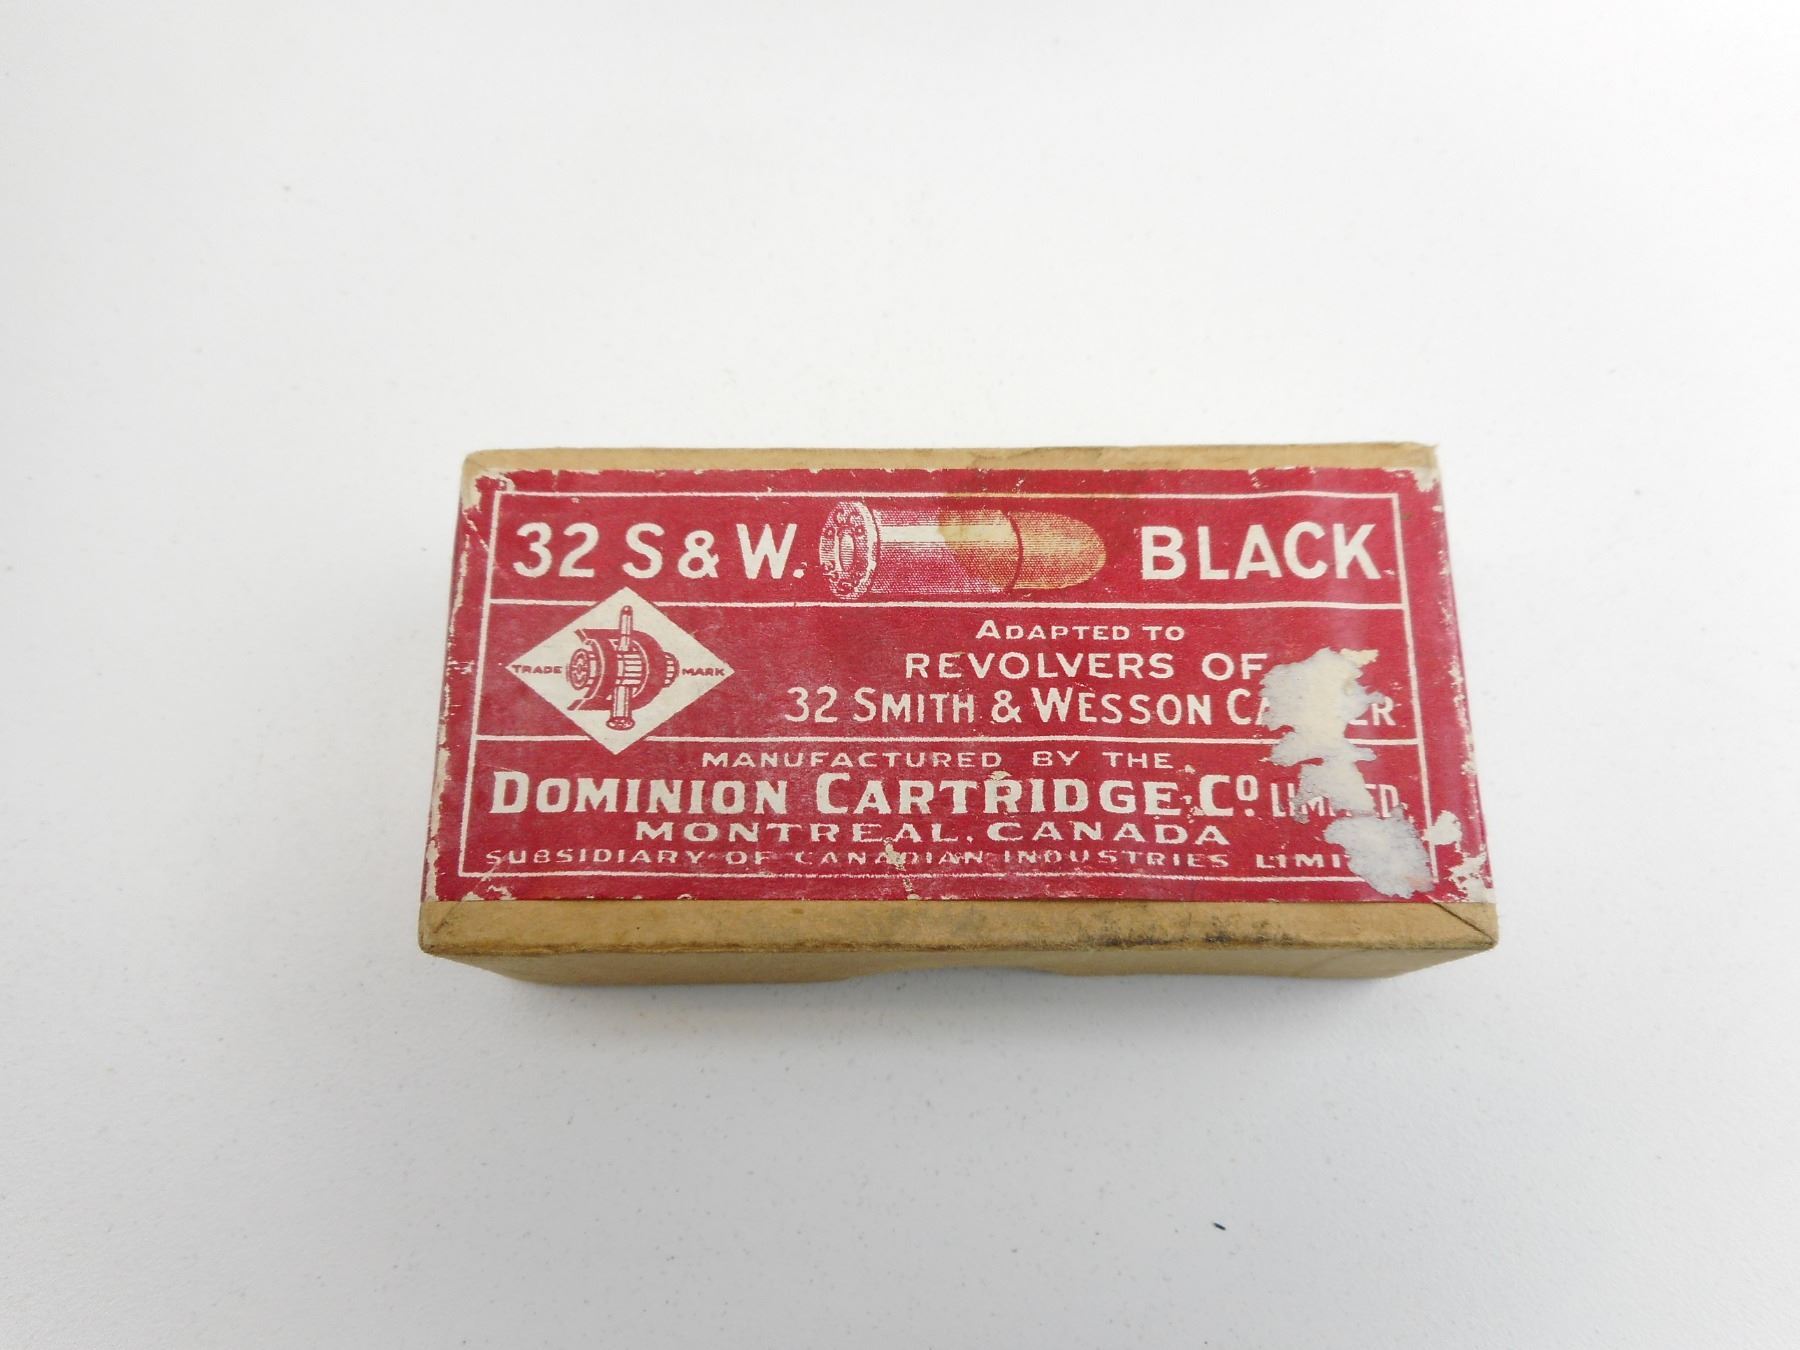 32 S & W. BLACK
TRADE MARK
ADAPTED TO
REVOLVERS OF
32 SMITH & WESSON
MANUFACTURED BY THE
DOMINION CARTRIDGE Co
MONTREAL, CANADA
SUBSIDIARY OF CANADIAN INDUSTRIES